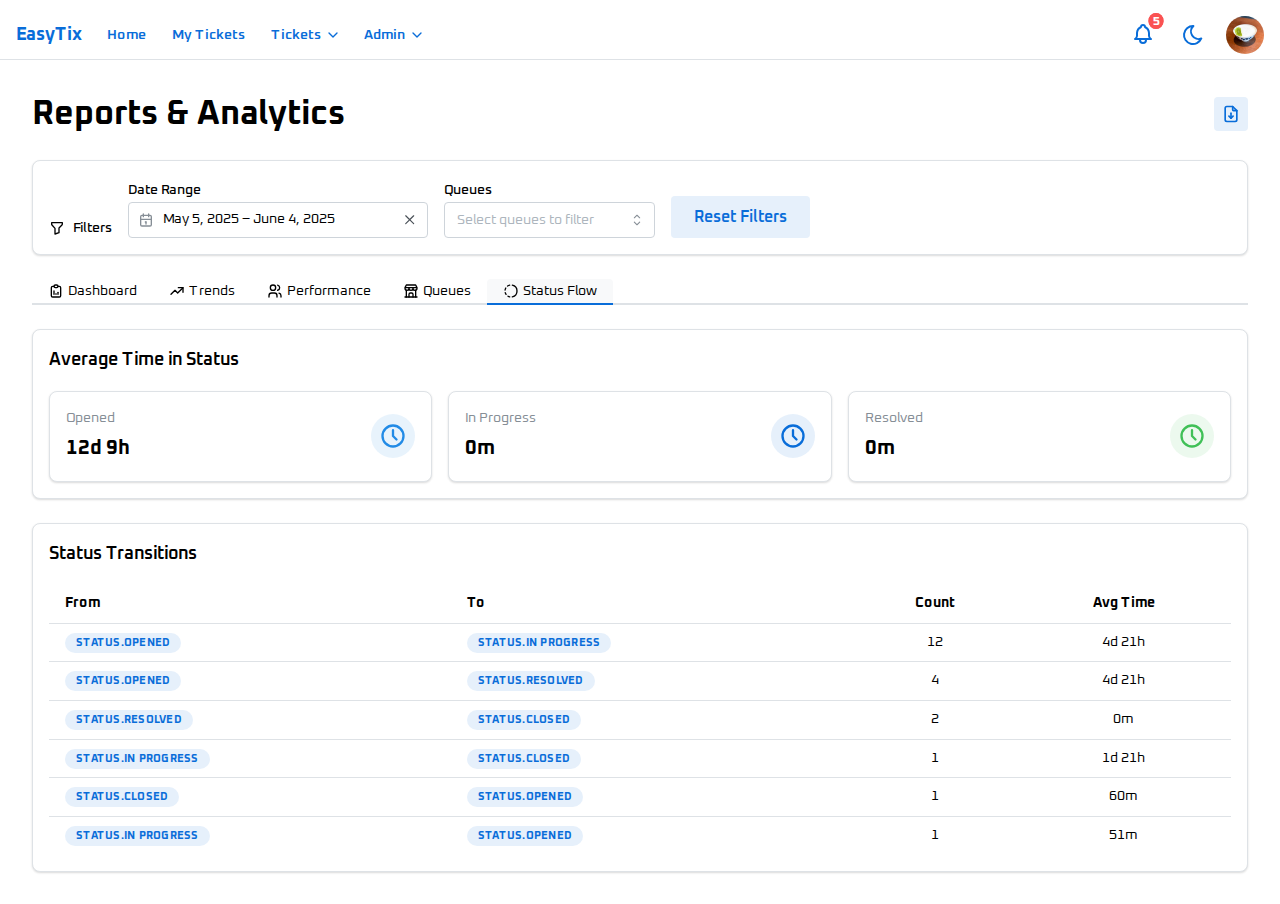 EasyTix Home My Tickets Tickets Admin 5
Reports & Analytics
Date Range Queues
Filters May 5, 2025 – June 4, 2025 Select queues to filter Reset Filters
Dashboard Trends Performance Queues Status Flow
Average Time in Status
Opened In Progress Resolved
12d 9h 0m 0m
Status Transitions
From To Count Avg Time
STATUS.OPENED STATUS.IN PROGRESS 12 4d 21h
STATUS.OPENED STATUS.RESOLVED 4 4d 21h
STATUS.RESOLVED STATUS.CLOSED 2 0m
STATUS.IN PROGRESS STATUS.CLOSED 1 1d 21h
STATUS.CLOSED STATUS.OPENED 1 60m
STATUS.IN PROGRESS STATUS.OPENED 1 51m